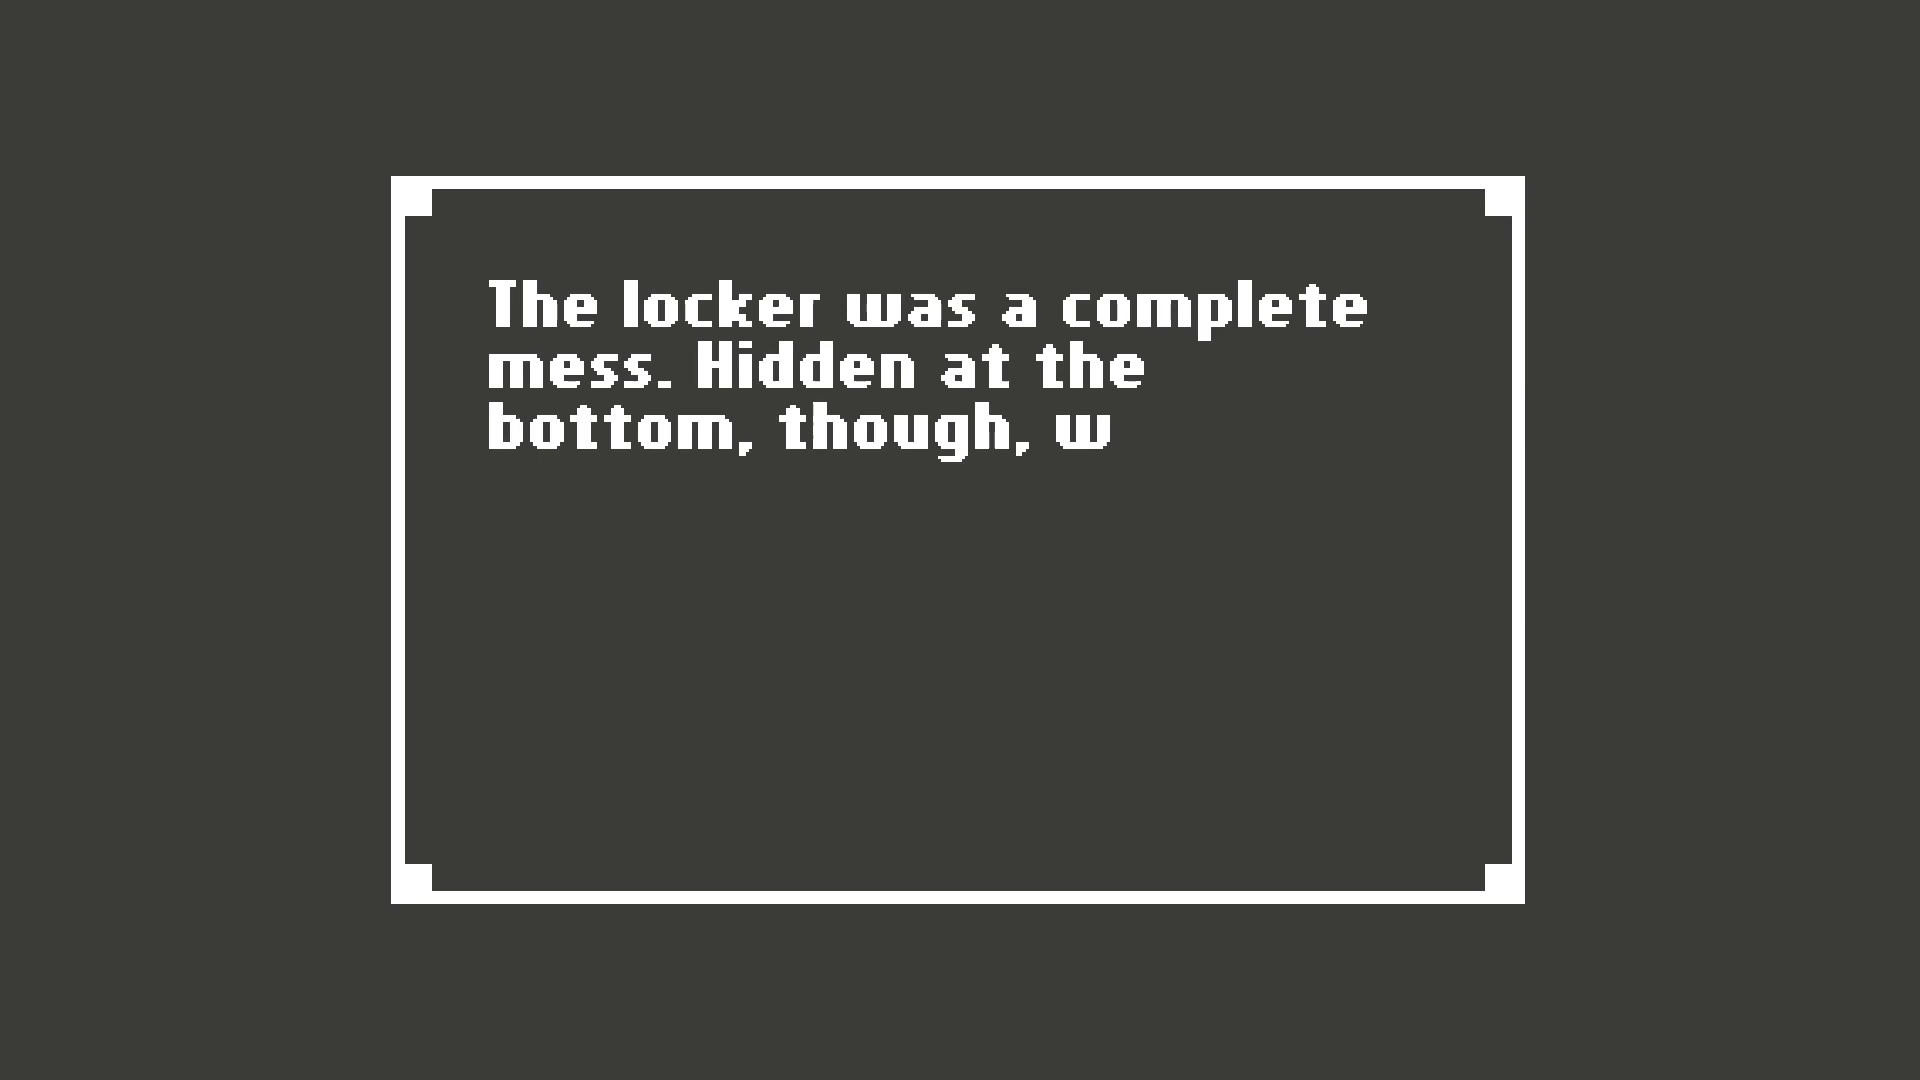 The locker was a complete
mess. Hidden at the
bottom, though, w